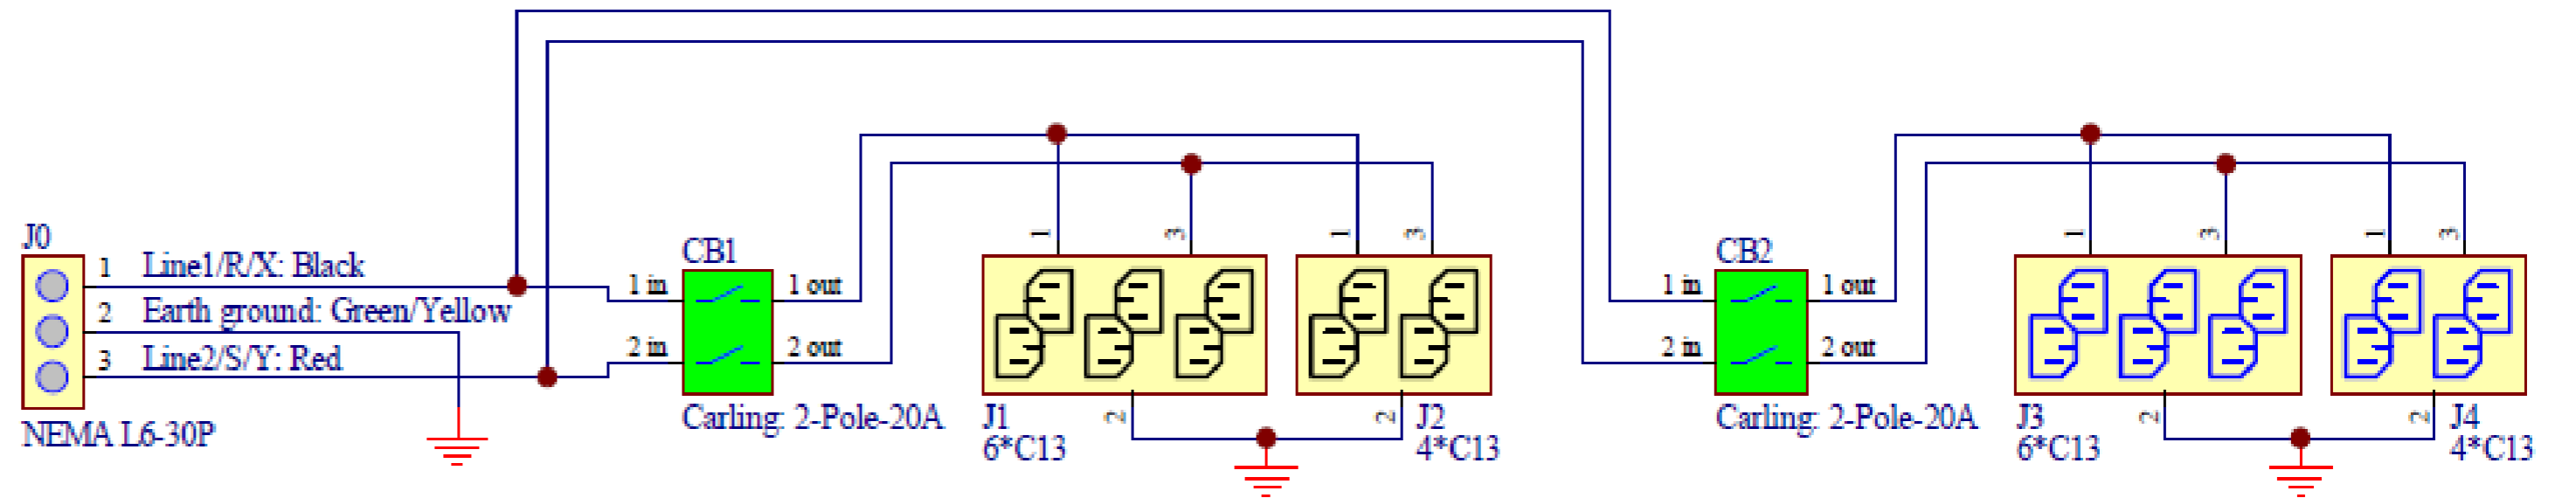 J0
1 Line1/R/X: Black
2 Earth ground: Green/Yellow
3 Line2/S/Y: Red
NEMA L6-30P
CB1
1 in
1 out
2 in
2 out
Carling: 2-Pole-20A
1
3
2
J1
6*C13
1
3
2
J2
4*C13
CB2
1 in
1 out
2 in
2 out
Carling: 2-Pole-20A
1
3
2
J3
6*C13
1
3
2
J4
4*C13